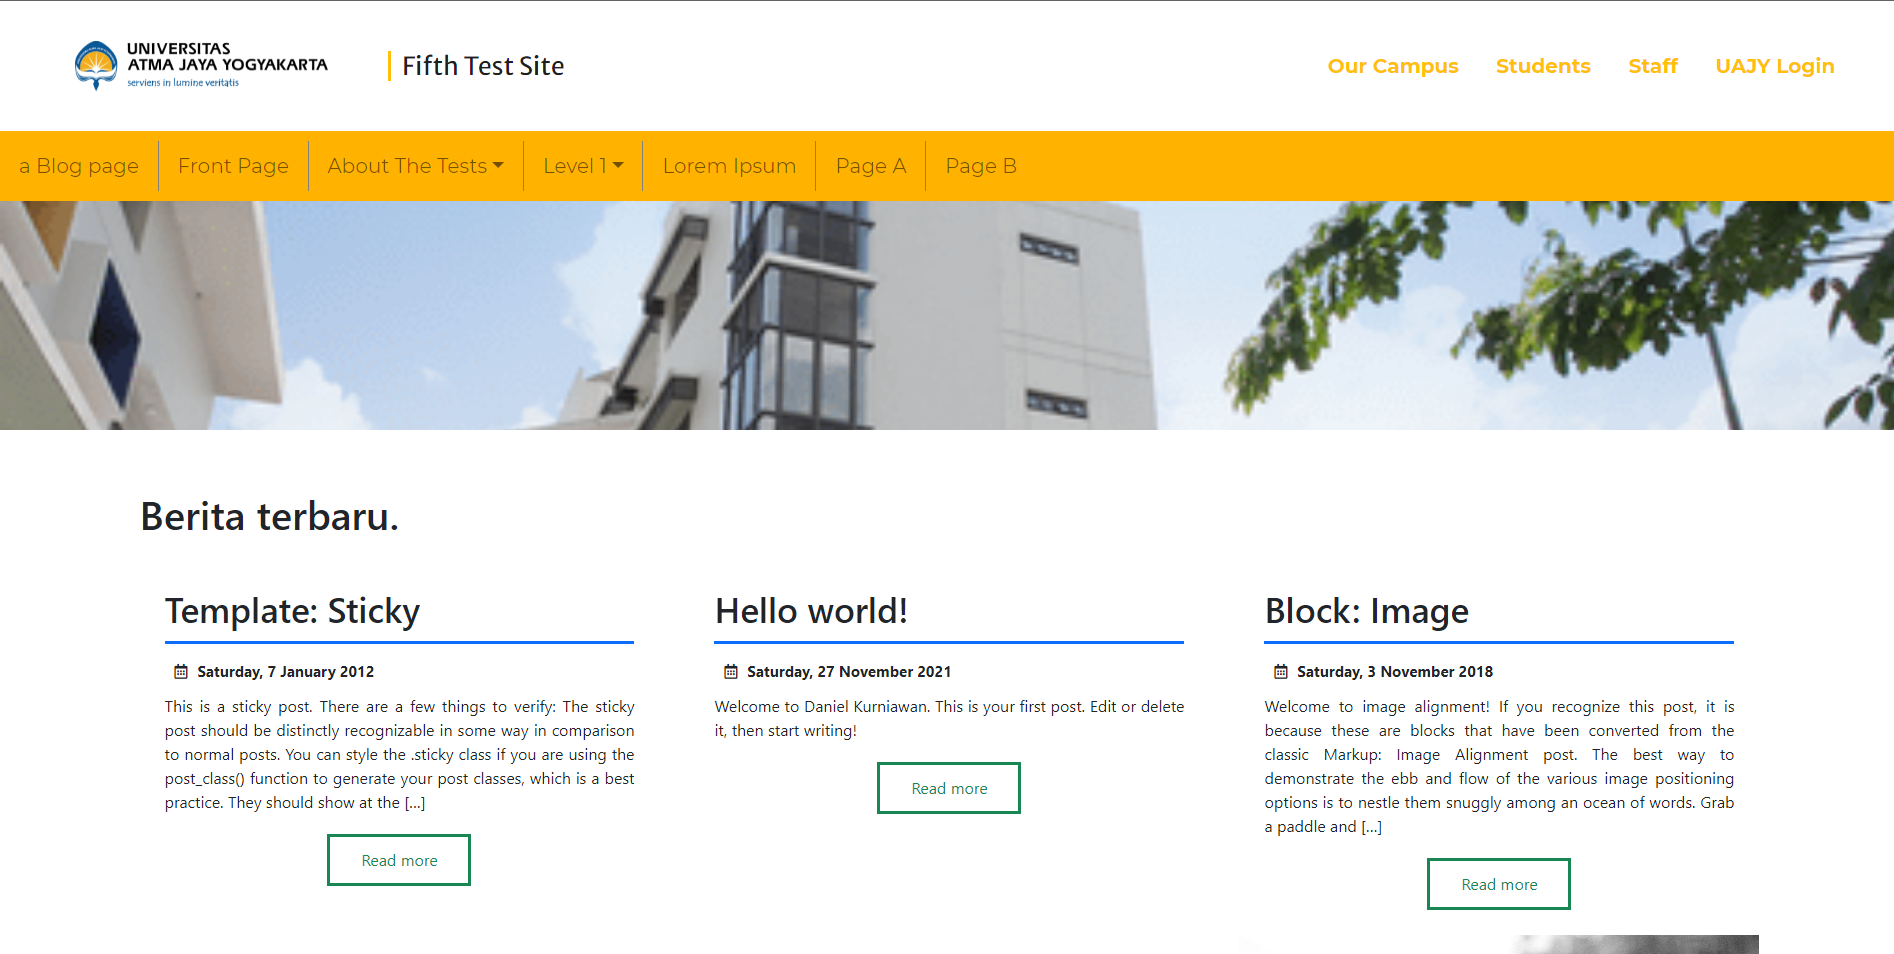 UNIVERSITAS
ATMA JAYA YOGYAKARTA
serviens in lumine veritatis
Fifth Test Site
Our Campus Students Staff UAJY Login
a Blog page Front Page About The Tests Level 1 Lorem Ipsum Page A Page B
Berita terbaru.
Template: Sticky
Saturday, 7 January 2012
This is a sticky post. There are a few things to verify: The sticky
post should be distinctly recognizable in some way in comparison
to normal posts. You can style the .sticky class if you are using the
post_class() function to generate your post classes, which is a best
practice. They should show at the [...]
Read more
Hello world!
Saturday, 27 November 2021
Welcome to Daniel Kurniawan. This is your first post. Edit or delete
it, then start writing!
Read more
Block: Image
Saturday, 3 November 2018
Welcome to image alignment! If you recognize this post, it is
because these are blocks that have been converted from the
classic Markup: Image Alignment post. The best way to
demonstrate the ebb and flow of the various image positioning
options is to nestle them snuggly among an ocean of words. Grab
a paddle and [...]
Read more